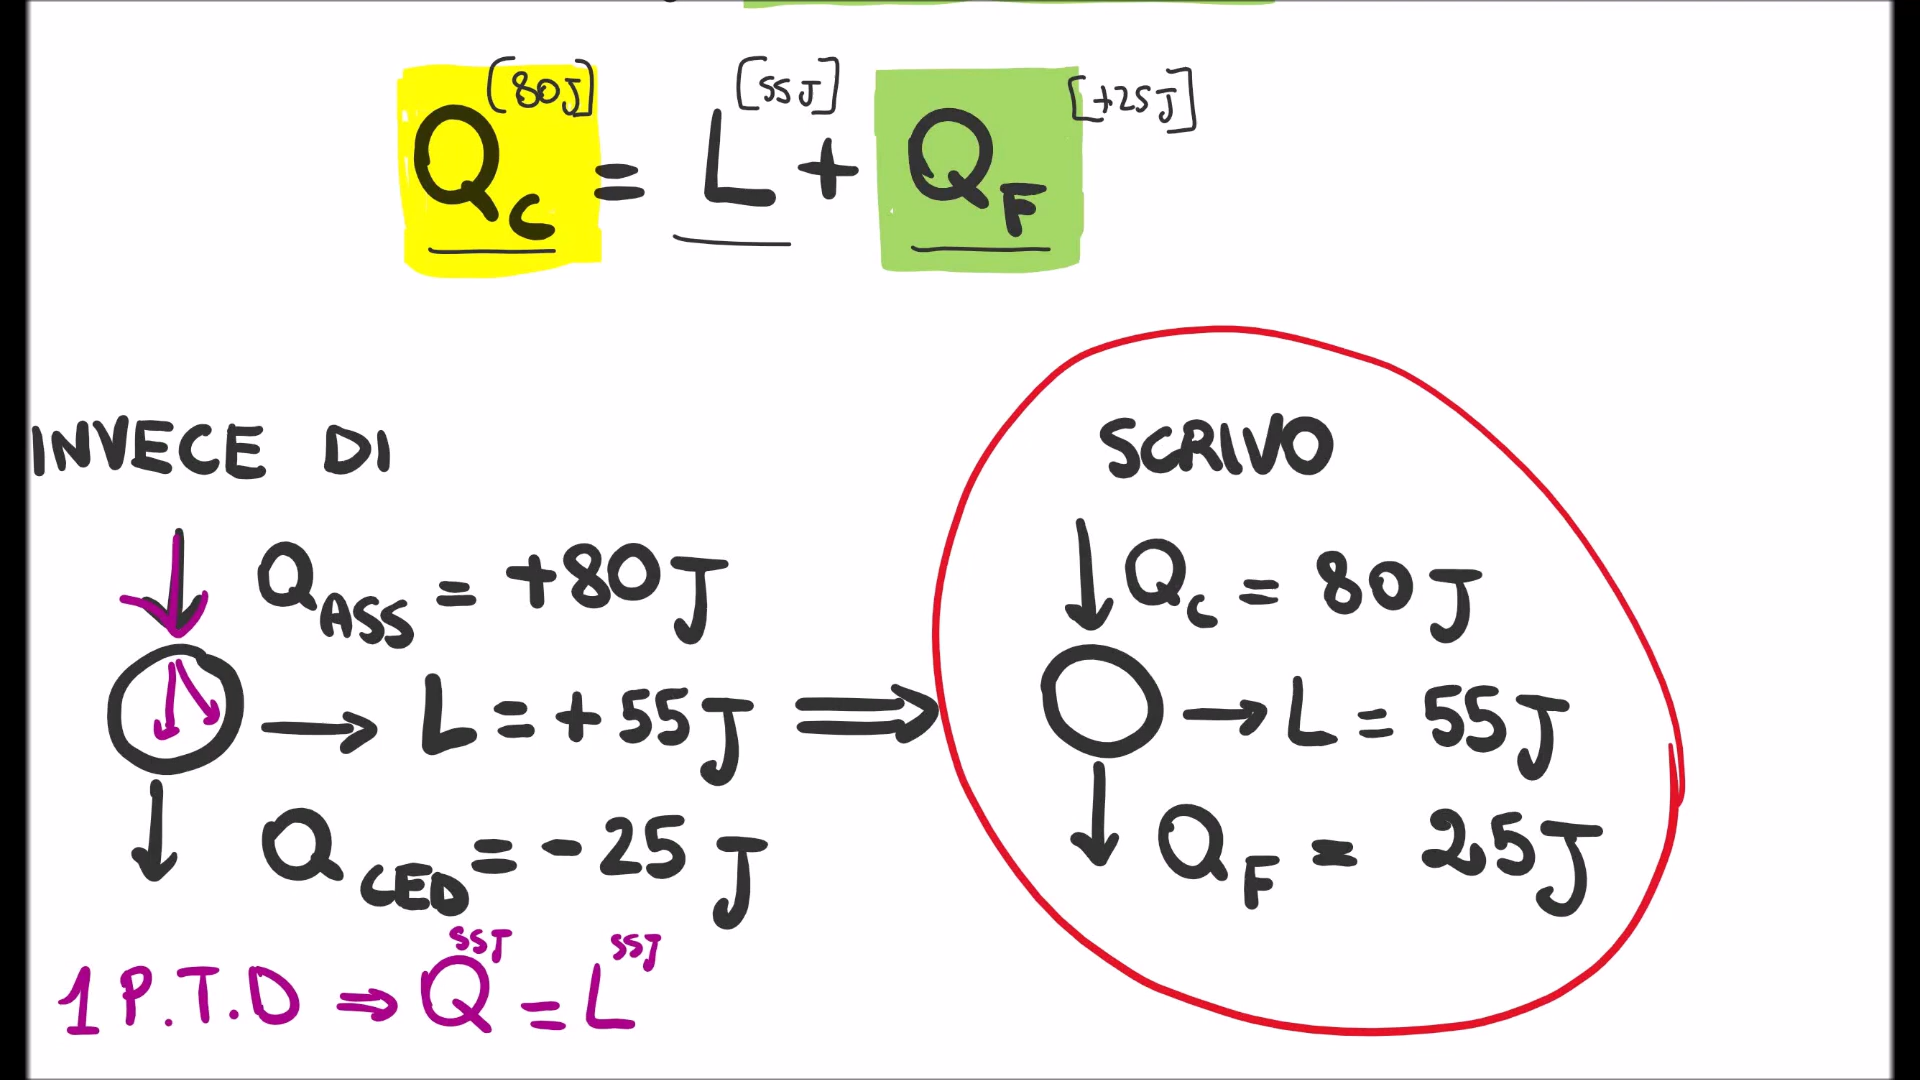 [80J] [55J] [+25J]
Qc = L + QF
INVECE DI
QASS = +80J
→ L = +55J ⇒
QCED = -25J
55J 55J
1 P.T.D ⇒ Q = L
SCRIVO
Qc = 80J
→ L = 55J
QF = 25J